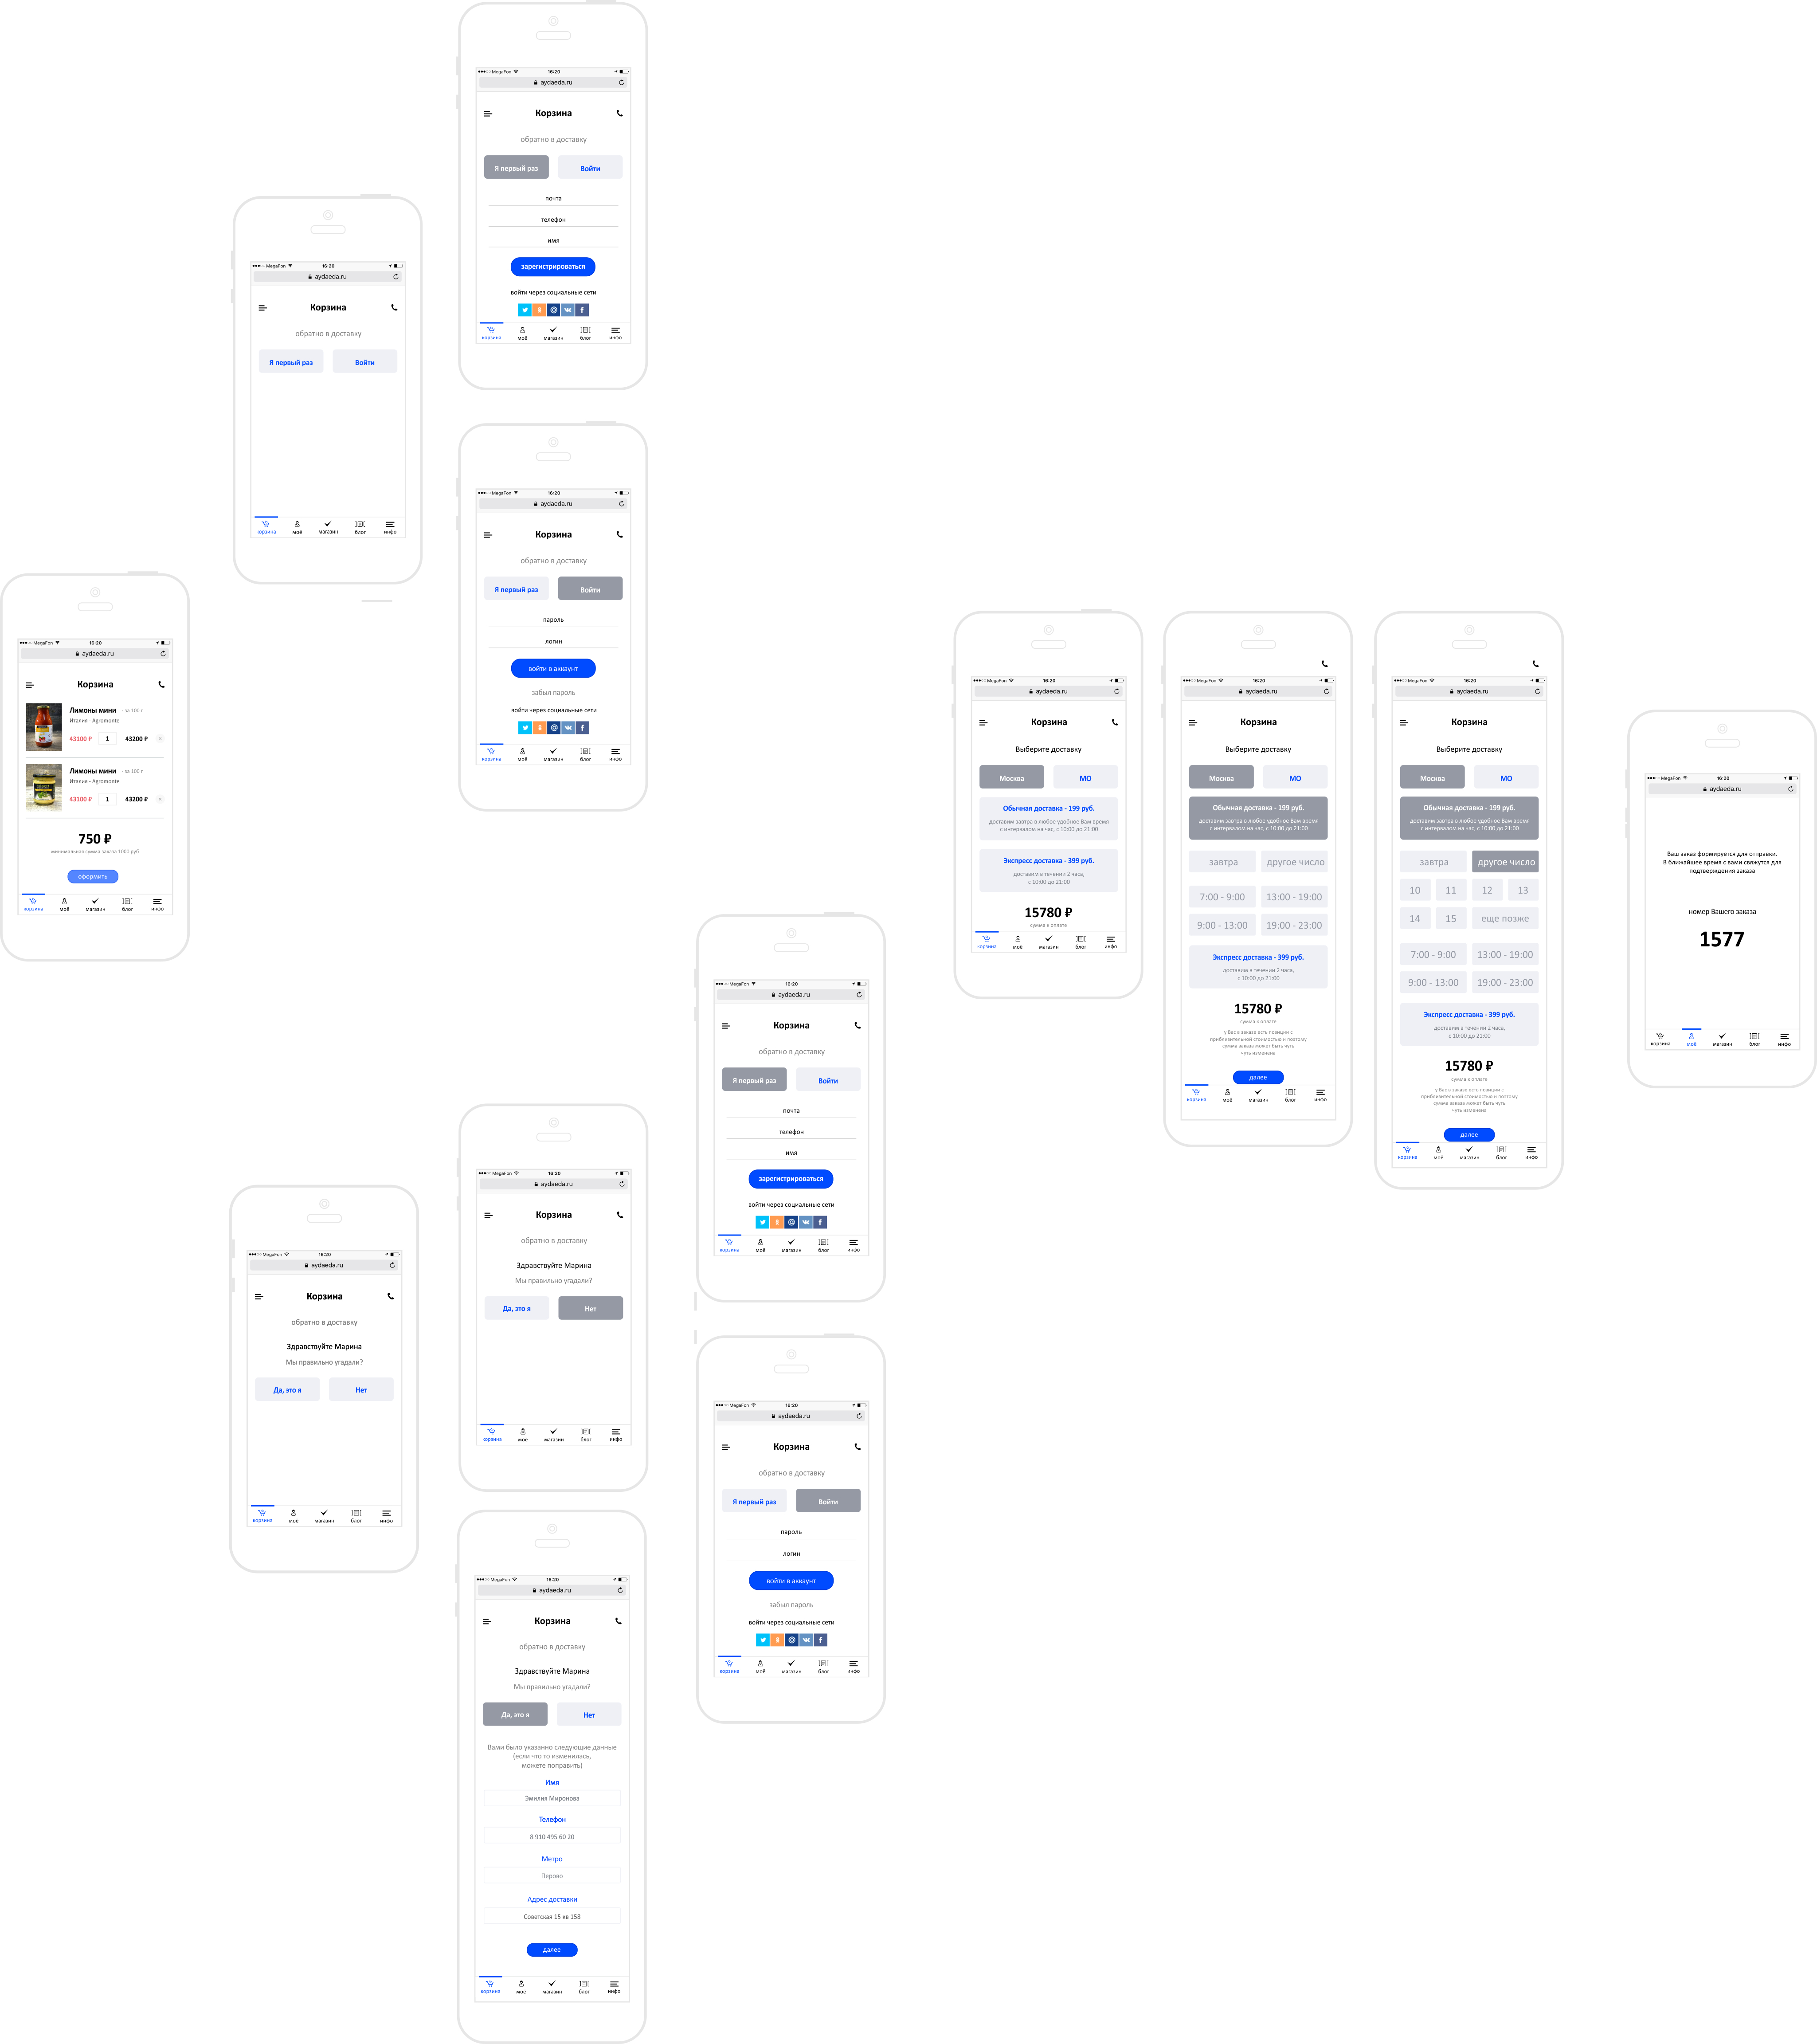 MegaFon 16:20
aydaeda.ru
Корзина
обратно в доставку
Я первый раз Войти
почта
телефон
имя
зарегистрироваться
войти через социальные сети
корзина моё магазин блог инфо
MegaFon 16:20
aydaeda.ru
Корзина
обратно в доставку
Я первый раз Войти
корзина моё магазин блог инфо
MegaFon 16:20
aydaeda.ru
Корзина
обратно в доставку
Я первый раз Войти
пароль
логин
войти в аккаунт
забыл пароль
войти через социальные сети
корзина моё магазин блог инфо
MegaFon 16:20
aydaeda.ru
Корзина
Лимоны мини - за 100 г
Италия - Agromonte
43100 ₽ 1 43200 ₽
Лимоны мини - за 100 г
Италия - Agromonte
43100 ₽ 1 43200 ₽
750 ₽
минимальная сумма заказа 1000 руб
оформить
корзина моё магазин блог инфо
MegaFon 16:20
aydaeda.ru
Корзина
Выберите доставку
Москва МО
Обычная доставка - 199 руб.
доставим завтра в любое удобное Вам время
с интервалом на час, с 10:00 до 21:00
Экспресс доставка - 399 руб.
доставим в течении 2 часа,
с 10:00 до 21:00
15780 ₽
сумма к оплате
корзина моё магазин блог инфо
MegaFon 16:20
aydaeda.ru
Корзина
Выберите доставку
Москва МО
Обычная доставка - 199 руб.
доставим завтра в любое удобное Вам время
с интервалом на час, с 10:00 до 21:00
завтра другое число
7:00 - 9:00 13:00 - 19:00
9:00 - 13:00 19:00 - 23:00
Экспресс доставка - 399 руб.
доставим в течении 2 часа,
с 10:00 до 21:00
15780 ₽
сумма к оплате
у Вас в заказе есть позиции с
приблизительной стоимостью и поэтому
сумма заказа может быть чуть
чуть изменена
далее
корзина моё магазин блог инфо
MegaFon 16:20
aydaeda.ru
Корзина
Выберите доставку
Москва МО
Обычная доставка - 199 руб.
доставим завтра в любое удобное Вам время
с интервалом на час, с 10:00 до 21:00
завтра другое число
10 11 12 13
14 15 еще позже
7:00 - 9:00 13:00 - 19:00
9:00 - 13:00 19:00 - 23:00
Экспресс доставка - 399 руб.
доставим в течении 2 часа,
с 10:00 до 21:00
15780 ₽
сумма к оплате
у Вас в заказе есть позиции с
приблизительной стоимостью и поэтому
сумма заказа может быть чуть
чуть изменена
далее
корзина моё магазин блог инфо
MegaFon 16:20
aydaeda.ru
Ваш заказ формируется для отправки.
В ближайшее время с вами свяжутся для
подтверждения заказа
номер Вашего заказа
1577
корзина моё магазин блог инфо
MegaFon 16:20
aydaeda.ru
Корзина
обратно в доставку
Я первый раз Войти
почта
телефон
имя
зарегистрироваться
войти через социальные сети
корзина моё магазин блог инфо
MegaFon 16:20
aydaeda.ru
Корзина
обратно в доставку
Здравствуйте Марина
Мы правильно угадали?
Да, это я Нет
корзина моё магазин блог инфо
MegaFon 16:20
aydaeda.ru
Корзина
обратно в доставку
Здравствуйте Марина
Мы правильно угадали?
Да, это я Нет
корзина моё магазин блог инфо
MegaFon 16:20
aydaeda.ru
Корзина
обратно в доставку
Я первый раз Войти
пароль
логин
войти в аккаунт
забыл пароль
войти через социальные сети
корзина моё магазин блог инфо
MegaFon 16:20
aydaeda.ru
Корзина
обратно в доставку
Здравствуйте Марина
Мы правильно угадали?
Да, это я Нет
Вами было указанно следующие данные
(если что то изменилась,
можете поправить)
Имя
Эмилия Миронова
Телефон
8 910 495 60 20
Метро
Перово
Адрес доставки
Советская 15 кв 158
далее
корзина моё магазин блог инфо